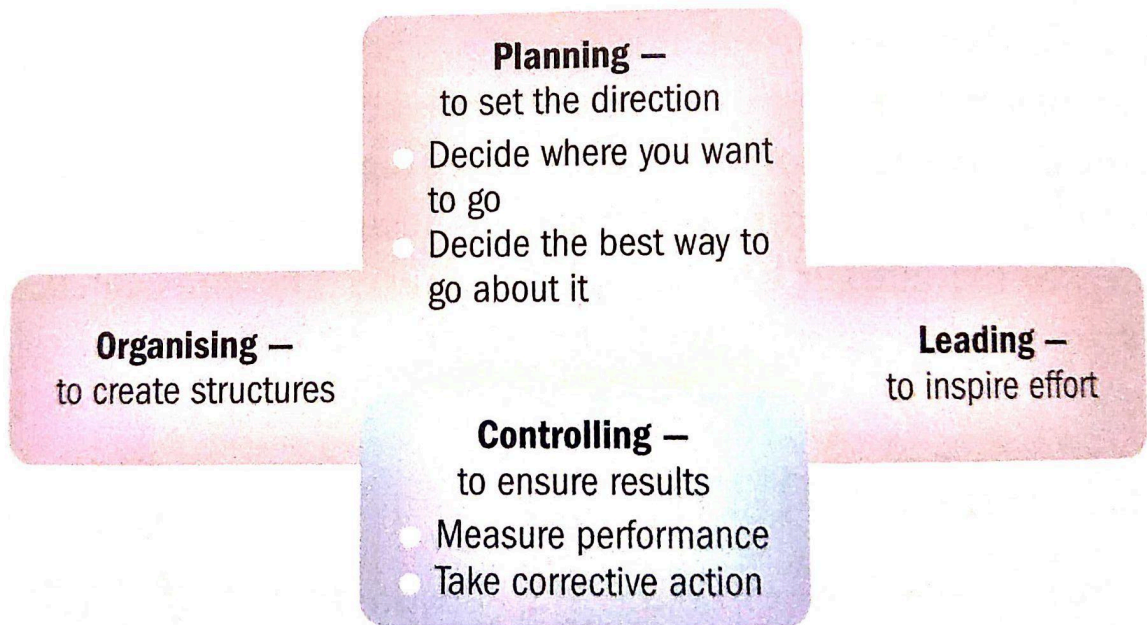 Planning –
to set the direction
Decide where you want
to go
Decide the best way to
go about it
Organising –
to create structures
Leading –
to inspire effort
Controlling –
to ensure results
Measure performance
Take corrective action